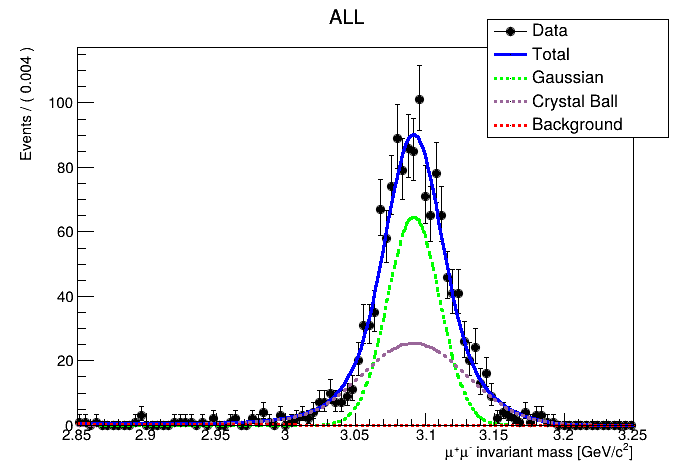 ALL
Data
Total
Gaussian
Crystal Ball
Background
Events / ( 0.004 )
100
80
60
40
20
0
2.85 2.9 2.95 3 3.05 3.1 3.15 3.2 3.25
μ⁺μ⁻ invariant mass [GeV/c²]